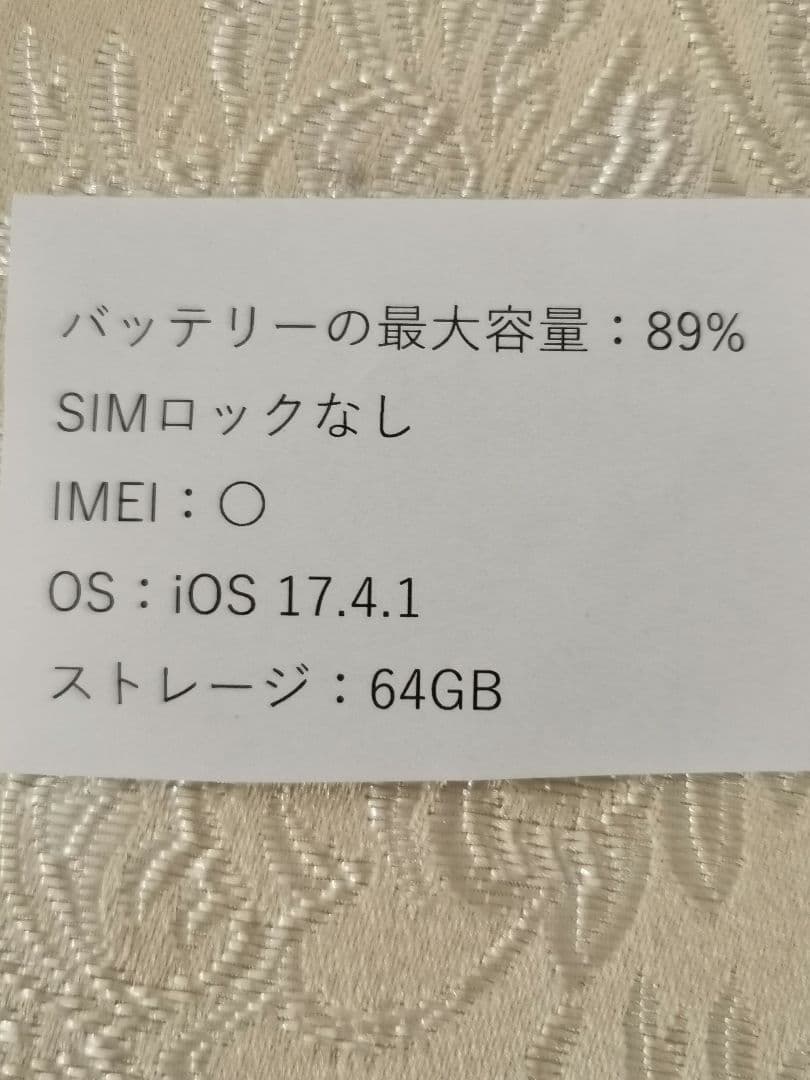 バッテリーの最大容量：89%
SIMロックなし
IMEI：〇
OS：iOS 17.4.1
ストレージ：64GB